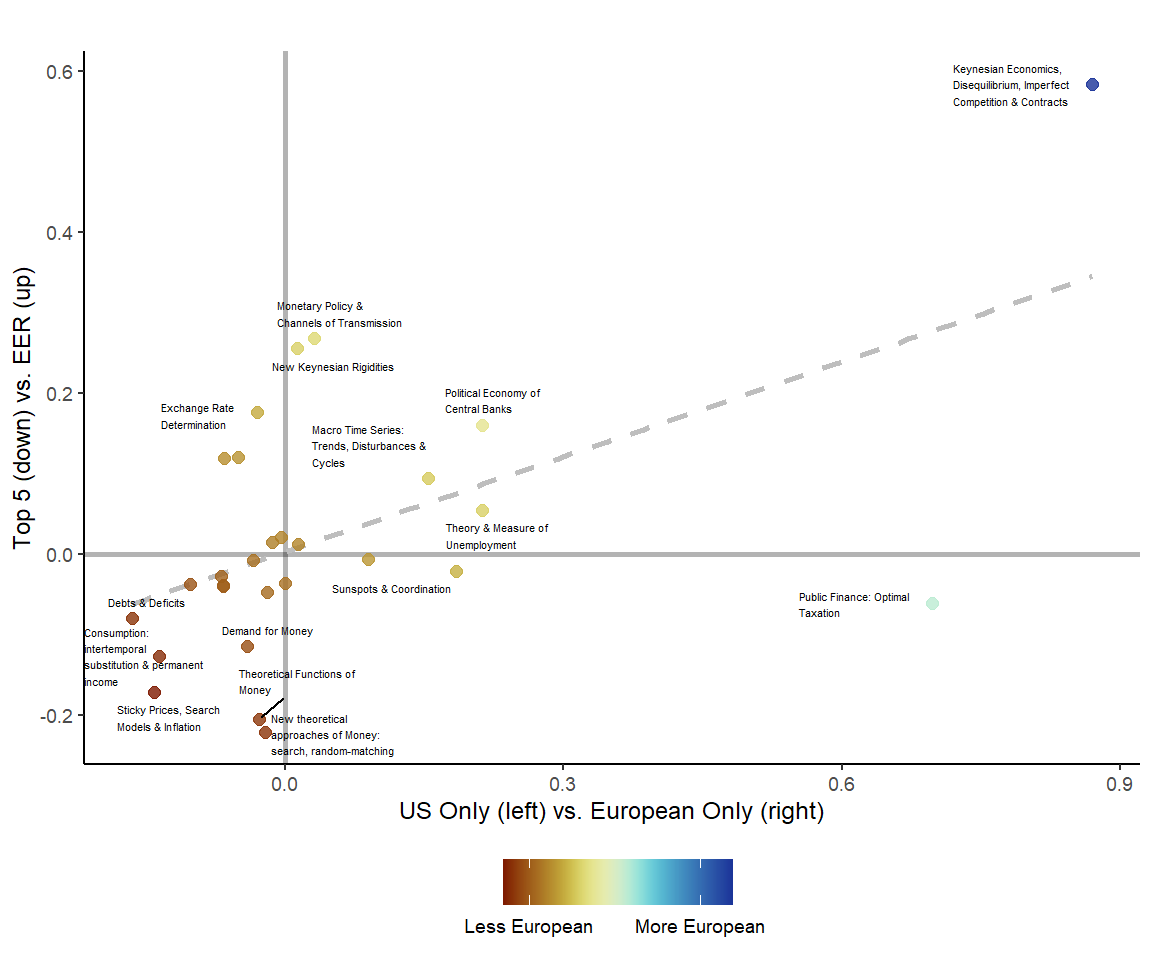 0.6
0.4
0.2
0.0
-0.2
Top 5 (down) vs. EER (up)
Keynesian Economics,
Disequilibrium, Imperfect
Competition & Contracts
Monetary Policy &
Channels of Transmission
New Keynesian Rigidities
Exchange Rate
Determination
Political Economy of
Central Banks
Macro Time Series:
Trends, Disturbances &
Cycles
Theory & Measure of
Unemployment
Sunspots & Coordination
Public Finance: Optimal
Taxation
Debts & Deficits
Consumption:
intertemporal
substitution & permanent
income
Demand for Money
Theoretical Functions of
Money
Sticky Prices, Search
Models & Inflation
New theoretical
approaches of Money:
search, random-matching
0.0
0.3
0.6
0.9
US Only (left) vs. European Only (right)
Less European
More European